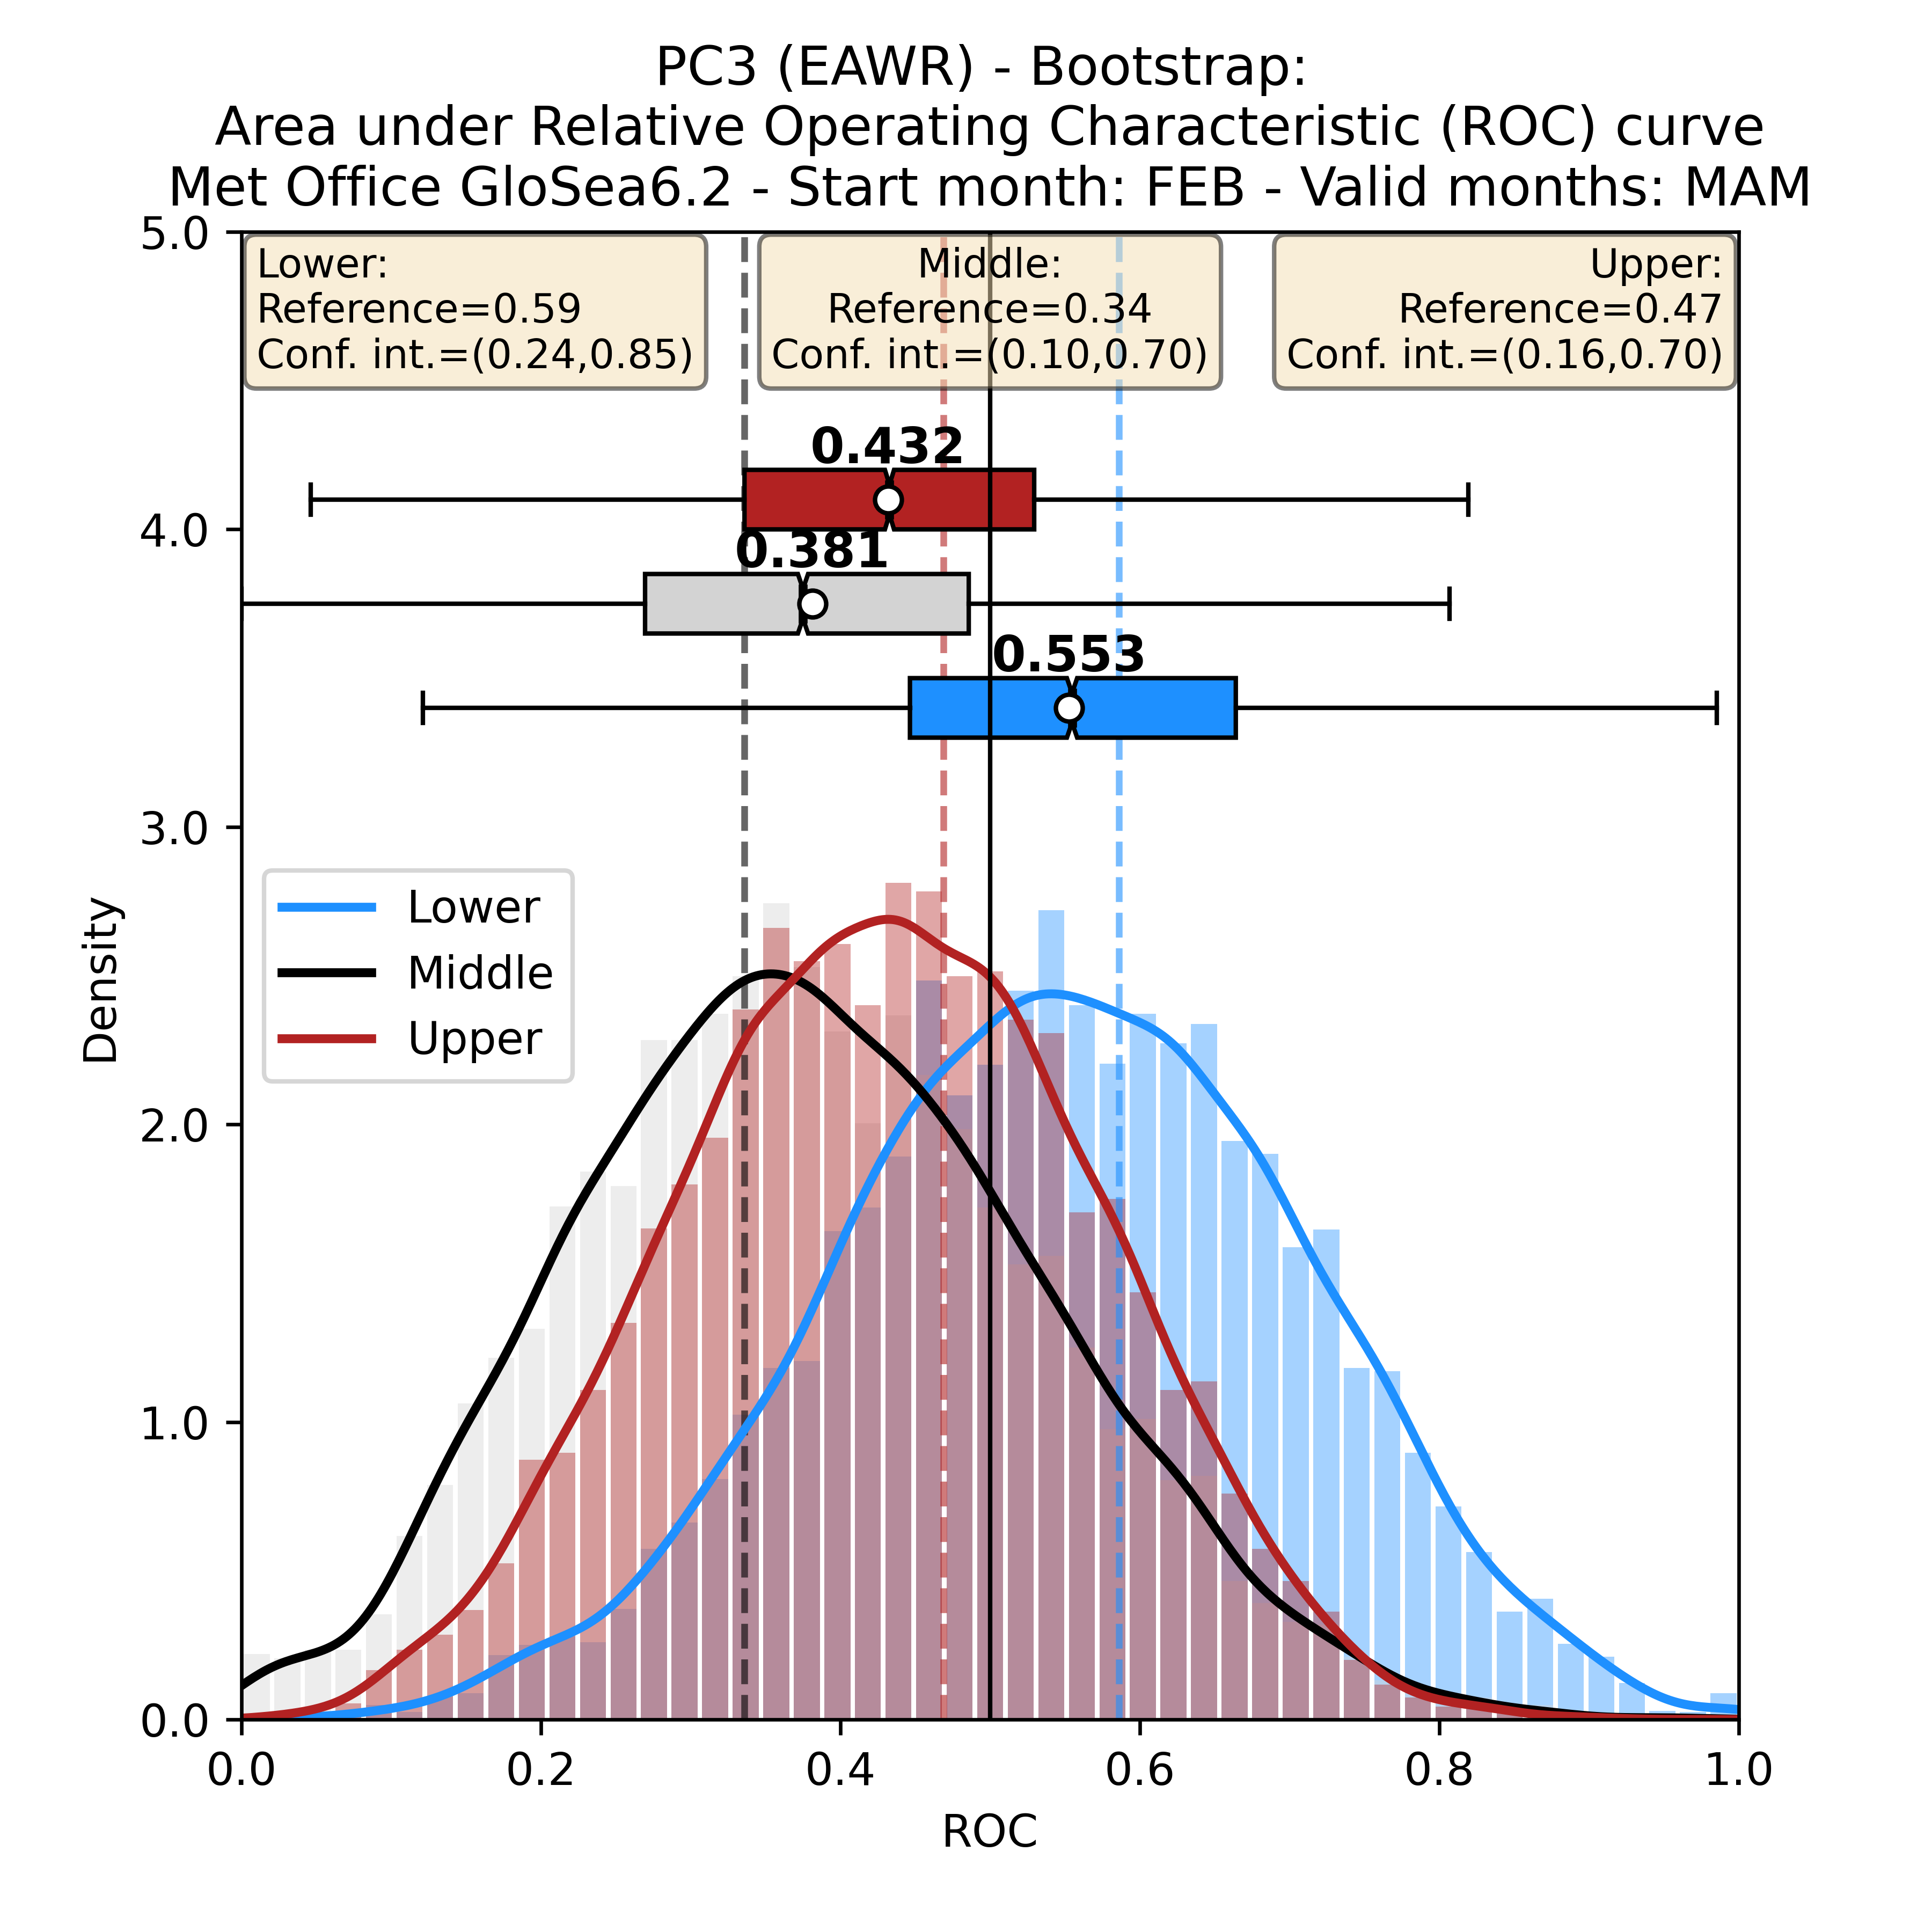 PC3 (EAWR) - Bootstrap:
Area under Relative Operating Characteristic (ROC) curve
Met Office GloSea6.2 - Start month: FEB - Valid months: MAM
Lower:
Reference=0.59
Conf. int.=(0.24,0.85)
Middle:
Reference=0.34
Conf. int.=(0.10,0.70)
Upper:
Reference=0.47
Conf. int.=(0.16,0.70)
0.432
0.381
0.553
Lower
Middle
Upper
Density
5.0
4.0
3.0
2.0
1.0
0.0
0.0 0.2 0.4 0.6 0.8 1.0
ROC